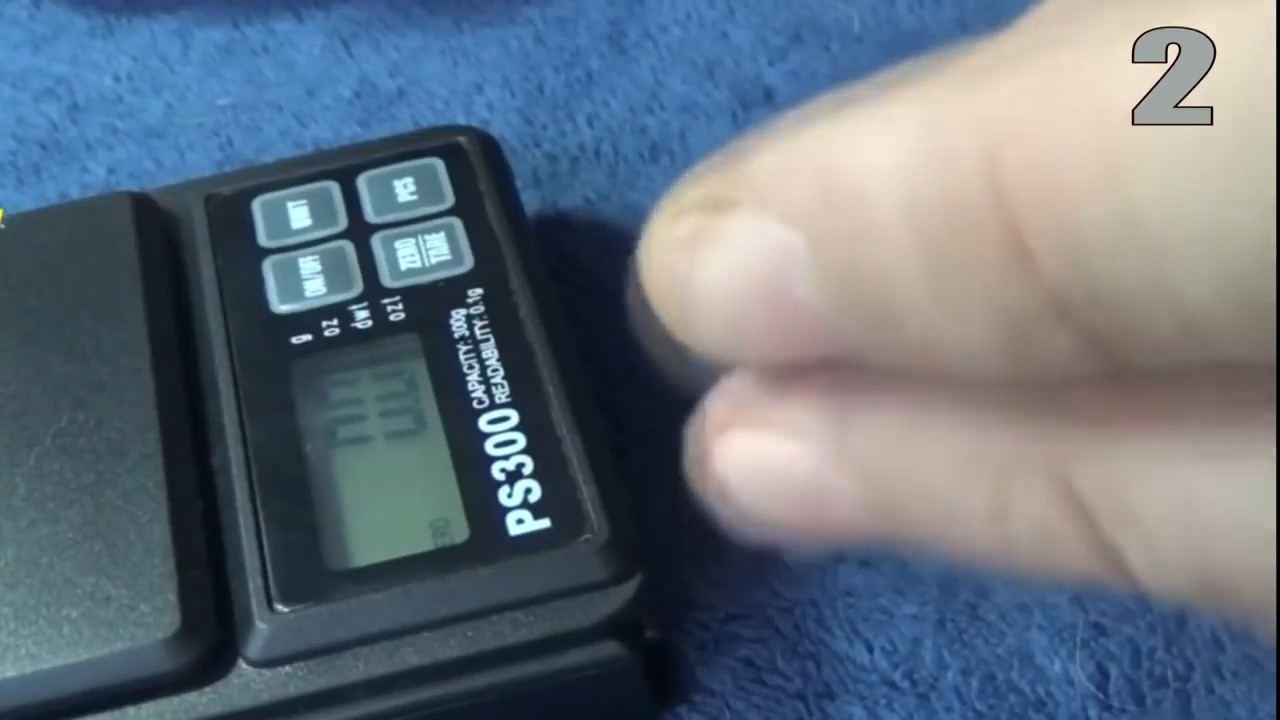 2
UNIT
PCS
ON/OFF
ZERO
TARE
g
oz
dwt
ozt
PS300
CAPACITY: 300g
READABILITY: 0.1g